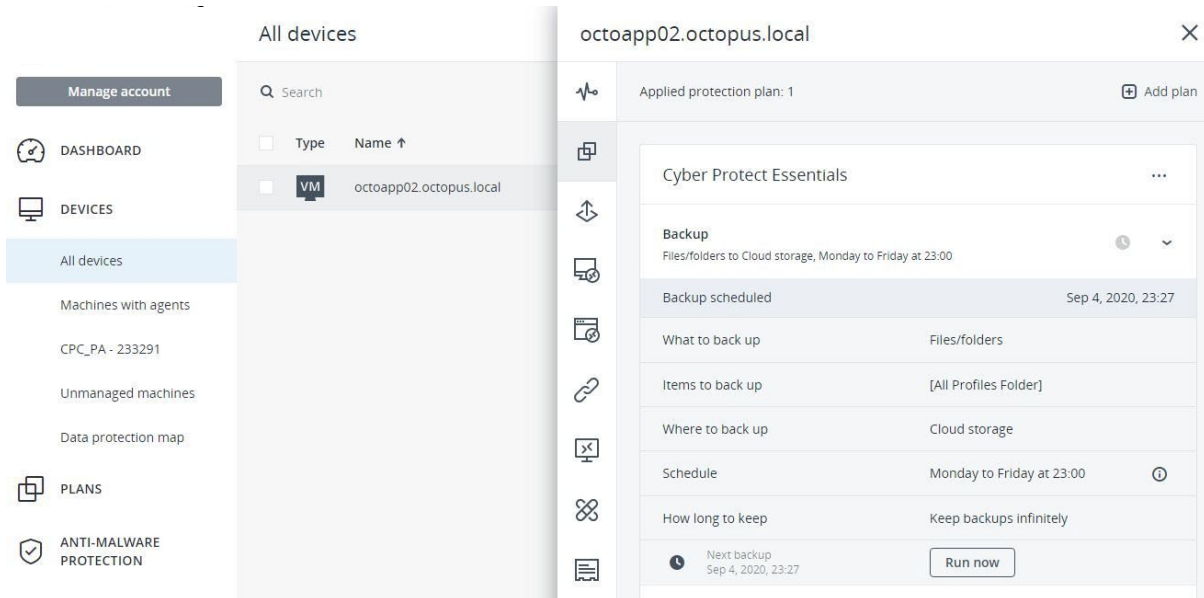 Manage account
DASHBOARD
DEVICES
All devices
Machines with agents
CPC_PA - 233291
Unmanaged machines
Data protection map
PLANS
ANTI-MALWARE
PROTECTION
All devices
Search
Type Name ↑
VM octoapp02.octopus.local
octoapp02.octopus.local
Applied protection plan: 1
Add plan
Cyber Protect Essentials
Backup
Files/folders to Cloud storage, Monday to Friday at 23:00
Backup scheduled Sep 4, 2020, 23:27
What to back up Files/folders
Items to back up [All Profiles Folder]
Where to back up Cloud storage
Schedule Monday to Friday at 23:00
How long to keep Keep backups infinitely
Next backup
Sep 4, 2020, 23:27
Run now